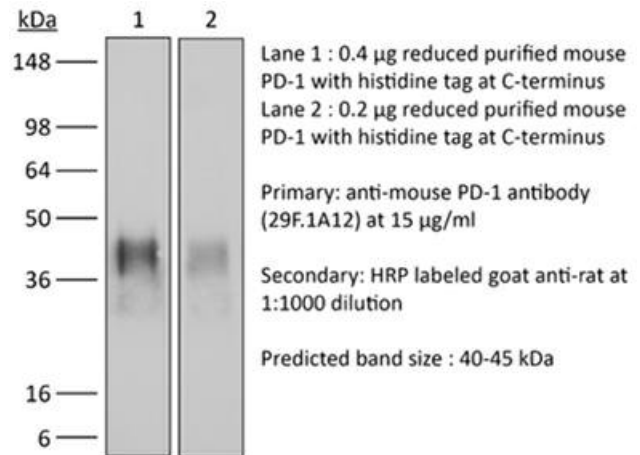 kDa
1
2
148
98
64
50
36
16
6
Lane 1 : 0.4 µg reduced purified mouse
PD-1 with histidine tag at C-terminus
Lane 2 : 0.2 µg reduced purified mouse
PD-1 with histidine tag at C-terminus
Primary: anti-mouse PD-1 antibody
(29F.1A12) at 15 µg/ml
Secondary: HRP labeled goat anti-rat at
1:1000 dilution
Predicted band size : 40-45 kDa